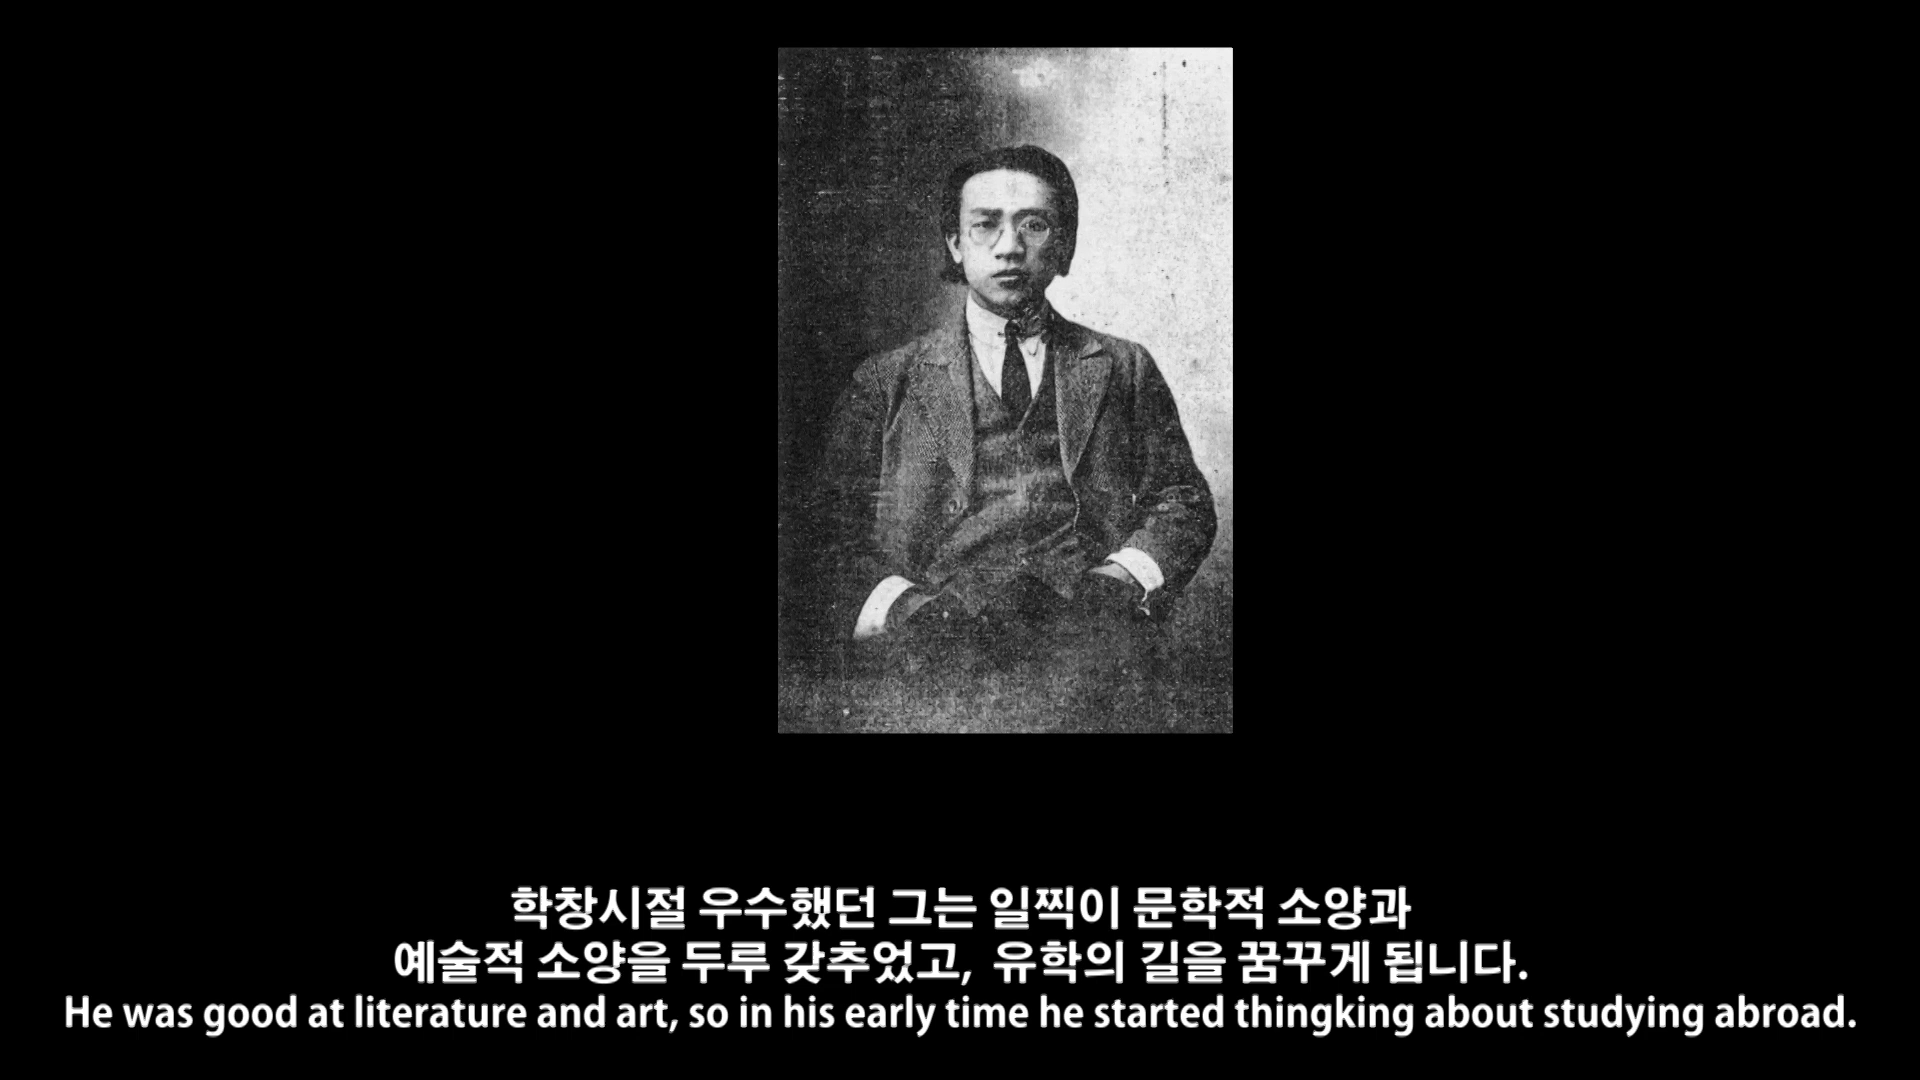 학창시절 우수했던 그는 일찍이 문학적 소양과
예술적 소양을 두루 갖추었고, 유학의 길을 꿈꾸게 됩니다.
He was good at literature and art, so in his early time he started thingking about studying abroad.